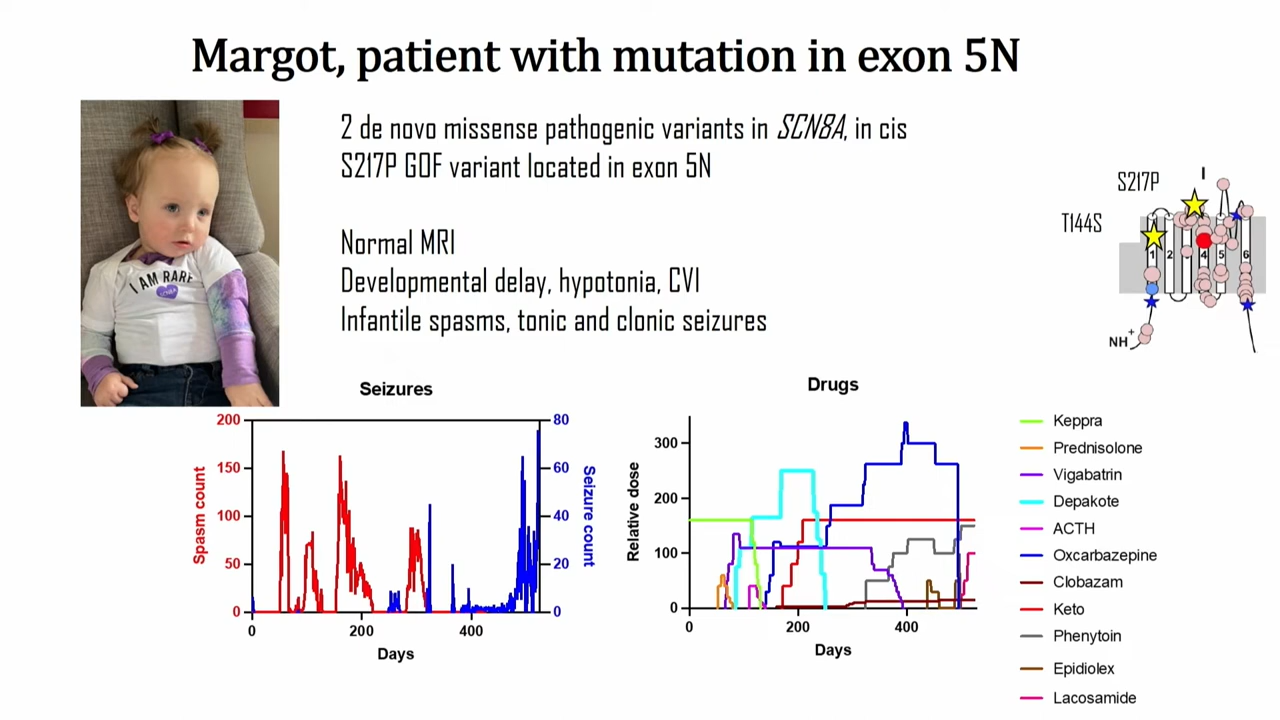 Margot, patient with mutation in exon 5N
2 de novo missense pathogenic variants in SCN8A, in cis
S217P GOF variant located in exon 5N
Normal MRI
Developmental delay, hypotonia, CVI
Infantile spasms, tonic and clonic seizures
I AM RARE
S217P
I
T144S
1 2 4 5 6
NH+
Seizures
200
150
100
50
0
Spasm count
80
60
40
20
0
Seizure count
0 200 400
Days
Drugs
300
200
100
0
Relative dose
0 200 400
Days
Keppra
Prednisolone
Vigabatrin
Depakote
ACTH
Oxcarbazepine
Clobazam
Keto
Phenytoin
Epidiolex
Lacosamide